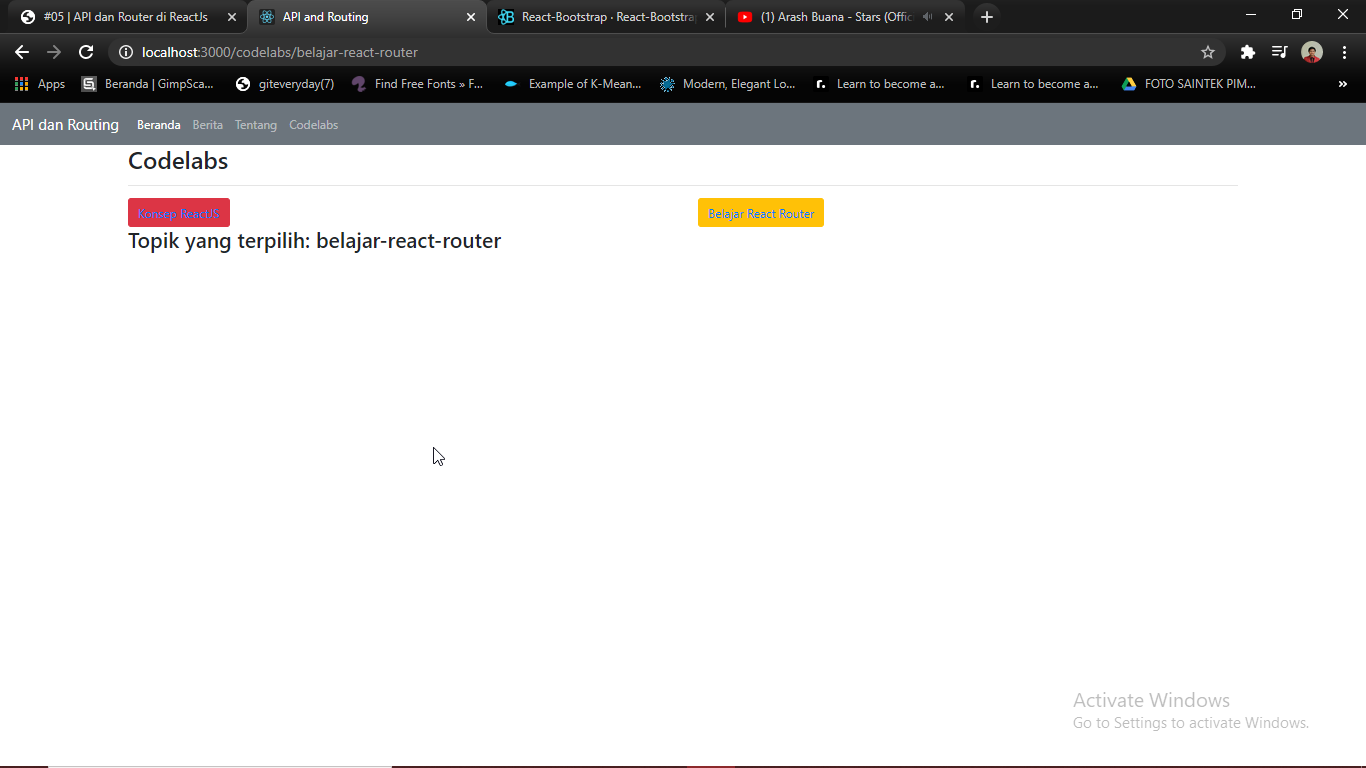 #05 | API dan Router di ReactJs
API and Routing
React-Bootstrap · React-Bootstra
(1) Arash Buana - Stars (Offic
localhost:3000/codelabs/belajar-react-router
Apps
Beranda | GimpSca...
giteveryday(7)
Find Free Fonts » F...
Example of K-Mean...
Modern, Elegant Lo...
Learn to become a...
Learn to become a...
FOTO SAINTEK PIM...
»
API dan Routing Beranda Berita Tentang Codelabs
Codelabs
Konsep ReactJS
Belajar React Router
Topik yang terpilih: belajar-react-router
Activate Windows
Go to Settings to activate Windows.